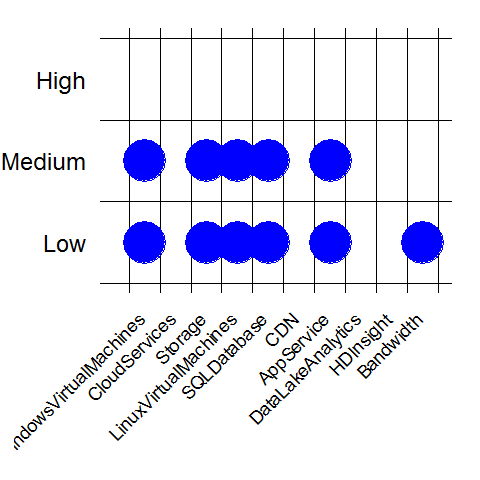 High
Medium
Low
ndowsVirtualMachines
CloudServices
Storage
LinuxVirtualMachines
SQLDatabase
CDN
AppService
DataLakeAnalytics
HDInsight
Bandwidth